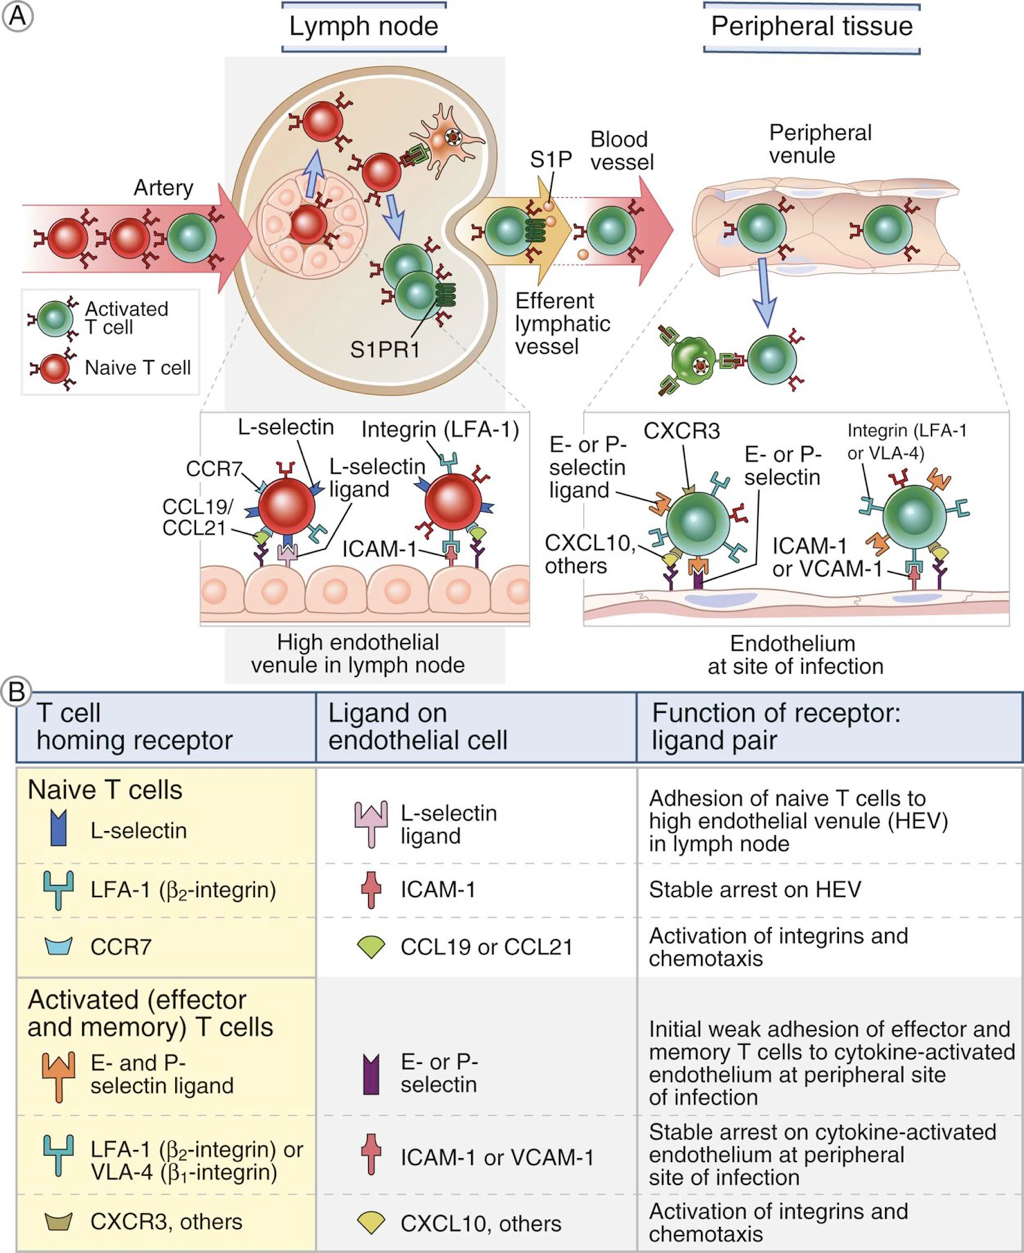 A
Lymph node
Peripheral tissue
Artery
S1P
Blood
vessel
Peripheral
venule
Activated
T cell
Naive T cell
S1PR1
Efferent
lymphatic
vessel
L-selectin
Integrin (LFA-1)
CCR7
L-selectin
ligand
CCL19/
CCL21
ICAM-1
High endothelial
venule in lymph node
CXCR3
E- or P-
selectin
ligand
E- or P-
selectin
Integrin (LFA-1
or VLA-4)
CXCL10,
others
ICAM-1
or VCAM-1
Endothelium
at site of infection
B
T cell
homing receptor
Ligand on
endothelial cell
Function of receptor:
ligand pair
Naive T cells
L-selectin
L-selectin
ligand
Adhesion of naive T cells to
high endothelial venule (HEV)
in lymph node
LFA-1 (β2-integrin)
ICAM-1
Stable arrest on HEV
CCR7
CCL19 or CCL21
Activation of integrins and
chemotaxis
Activated (effector
and memory) T cells
E- and P-
selectin ligand
E- or P-
selectin
Initial weak adhesion of effector and
memory T cells to cytokine-activated
endothelium at peripheral site
of infection
LFA-1 (β2-integrin) or
VLA-4 (β1-integrin)
ICAM-1 or VCAM-1
Stable arrest on cytokine-activated
endothelium at peripheral
site of infection
CXCR3, others
CXCL10, others
Activation of integrins and
chemotaxis